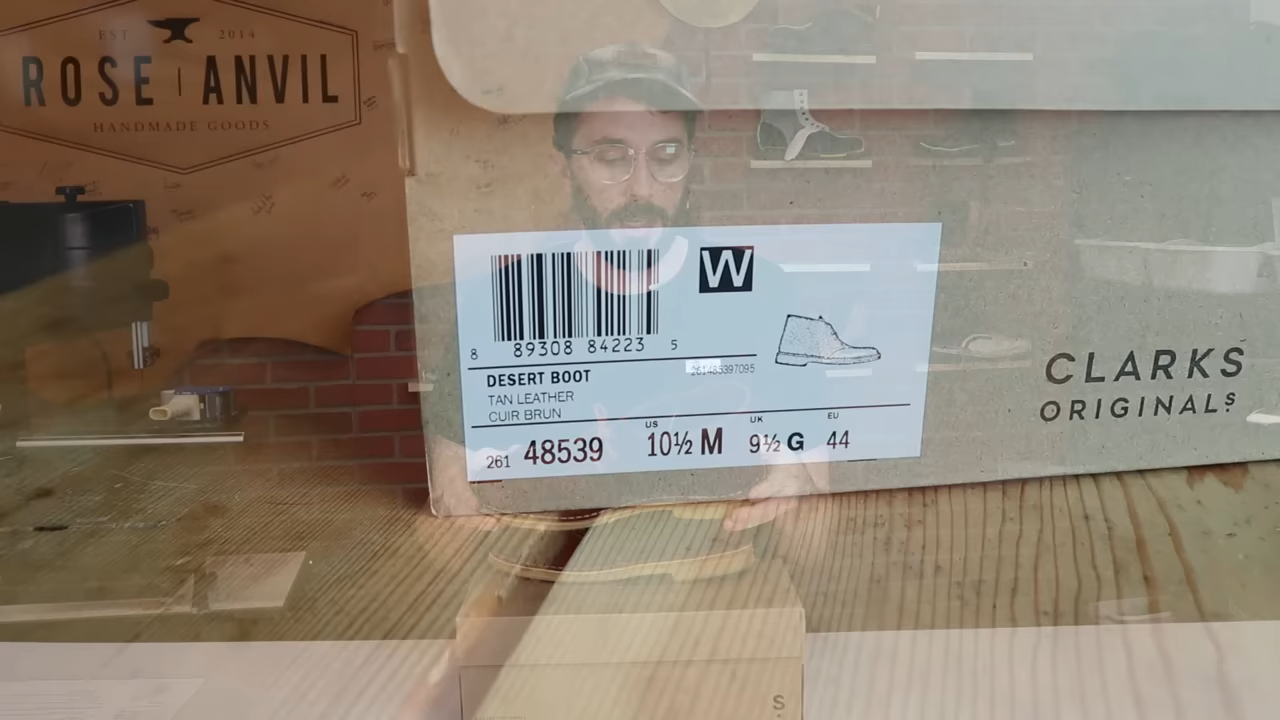 EST 2014
ROSE | ANVIL
HANDMADE GOODS
W
8 89308 84223 5
261485397095
DESERT BOOT
TAN LEATHER
CUIR BRUN
US UK EU
261 48539 10½ M 9½ G 44
CLARKS
ORIGINALS
S